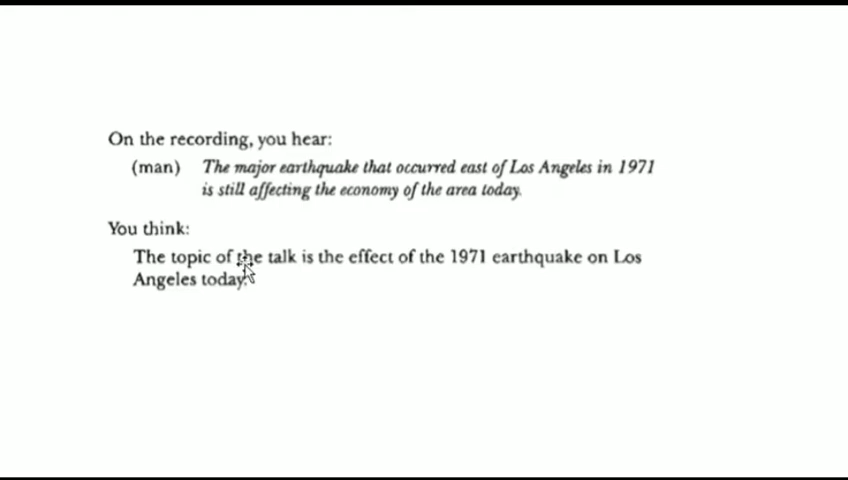 On the recording, you hear:
(man) The major earthquake that occurred east of Los Angeles in 1971
is still affecting the economy of the area today.
You think:
The topic of the talk is the effect of the 1971 earthquake on Los
Angeles today.